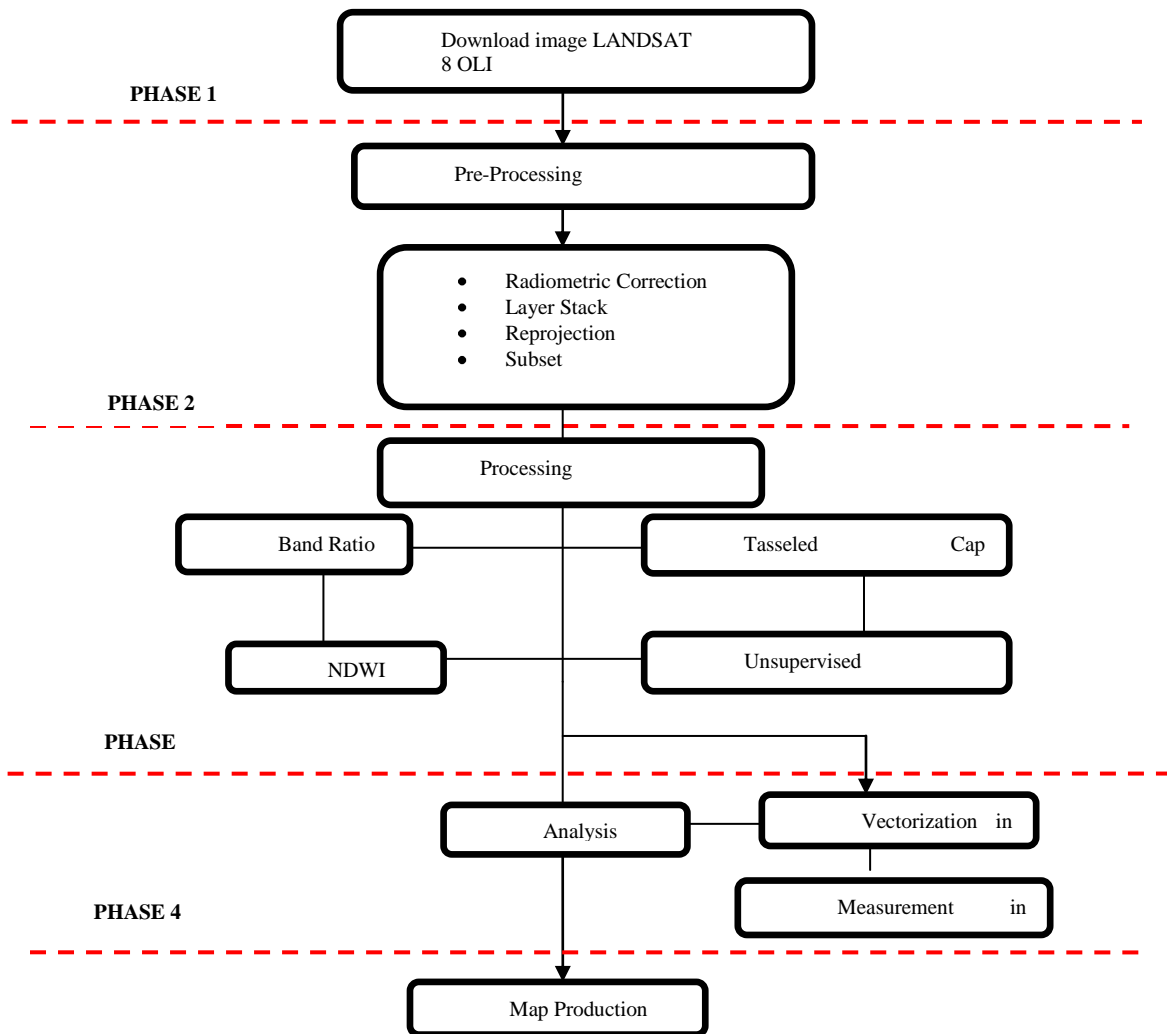 Download image LANDSAT
8 OLI
PHASE 1
Pre-Processing
• Radiometric Correction
• Layer Stack
• Reprojection
• Subset
PHASE 2
Processing
Band Ratio
Tasseled Cap
NDWI
Unsupervised
PHASE
Analysis
Vectorization in
Measurement in
PHASE 4
Map Production